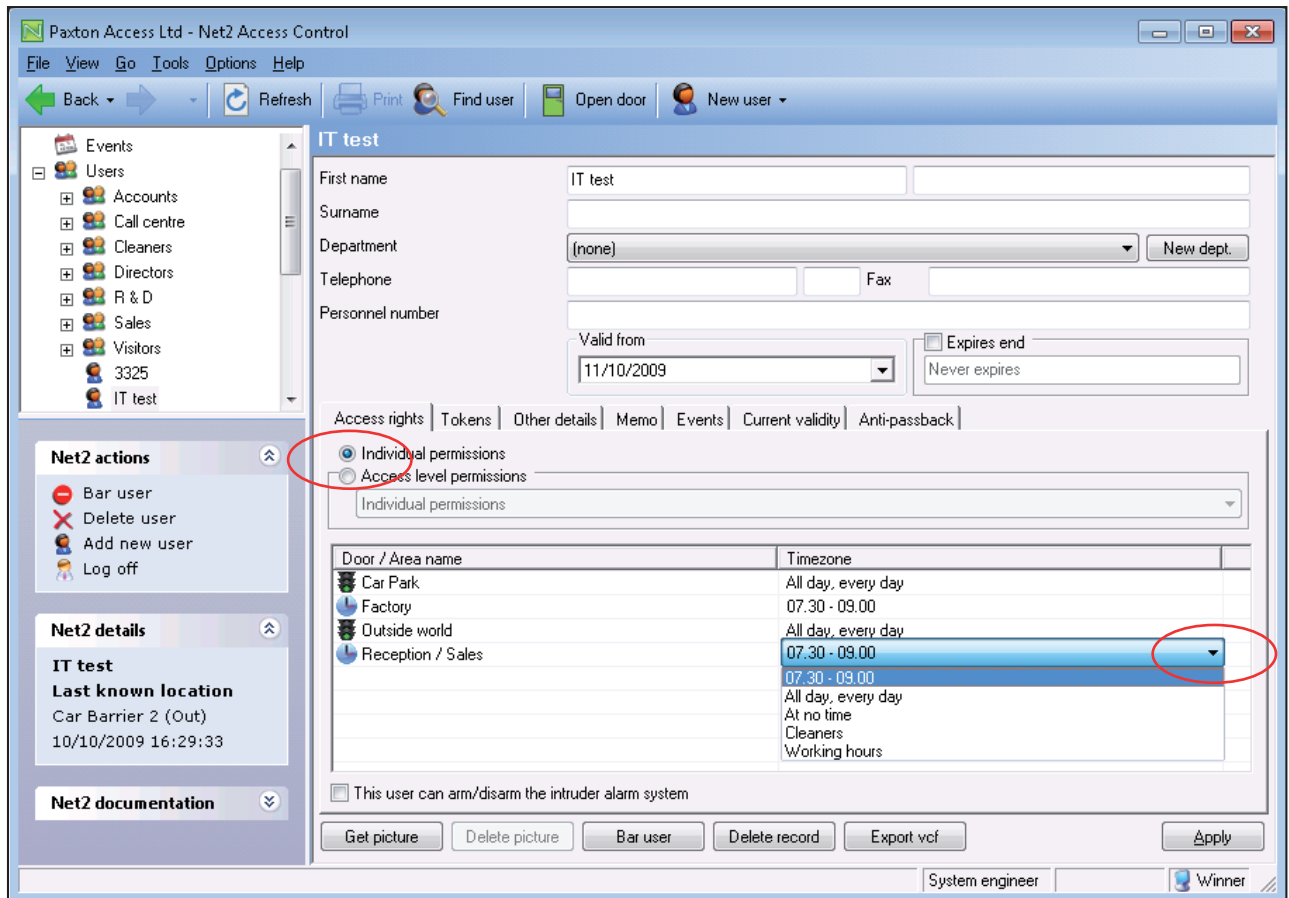 Paxton Access Ltd - Net2 Access Control
File View Go Tools Options Help
Back Refresh Print Find user Open door New user
Events
Users
Accounts
Call centre
Cleaners
Directors
R & D
Sales
Visitors
3325
IT test
Net2 actions
Bar user
Delete user
Add new user
Log off
Net2 details
IT test
Last known location
Car Barrier 2 (Out)
10/10/2009 16:29:33
Net2 documentation
IT test
First name IT test
Surname
Department (none) New dept.
Telephone Fax
Personnel number
Valid from Expires end
11/10/2009 Never expires
Access rights Tokens Other details Memo Events Current validity Anti-passback
Individual permissions
Access level permissions
Individual permissions
Door / Area name Timezone
Car Park All day, every day
Factory 07.30 - 09.00
Outside world All day, every day
Reception / Sales 07.30 - 09.00
07.30 - 09.00
All day, every day
At no time
Cleaners
Working hours
This user can arm/disarm the intruder alarm system
Get picture Delete picture Bar user Delete record Export vcf Apply
System engineer Winner